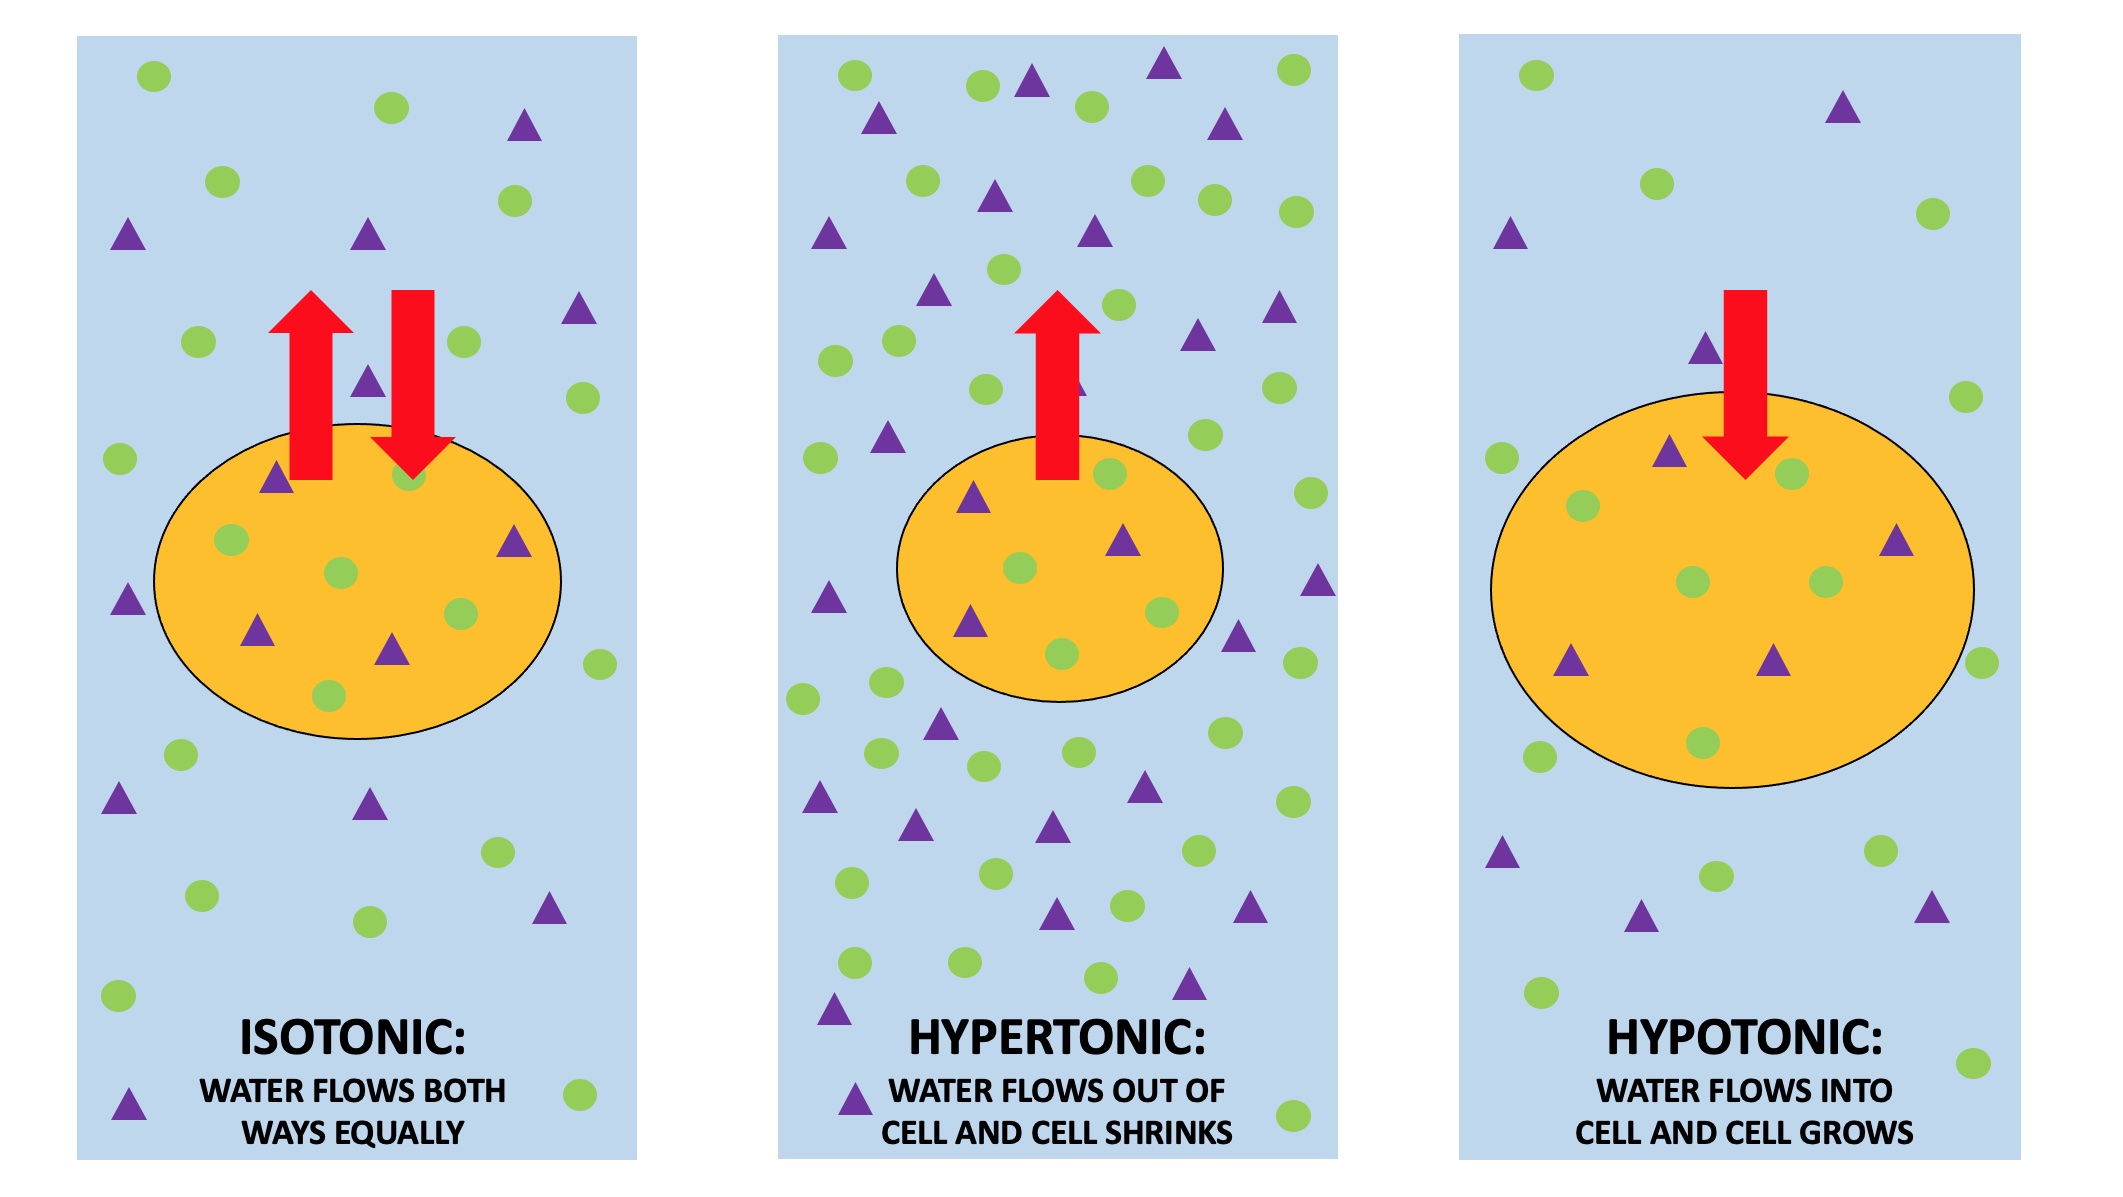 ISOTONIC:
WATER FLOWS BOTH
WAYS EQUALLY
HYPERTONIC:
WATER FLOWS OUT OF
CELL AND CELL SHRINKS
HYPOTONIC:
WATER FLOWS INTO
CELL AND CELL GROWS